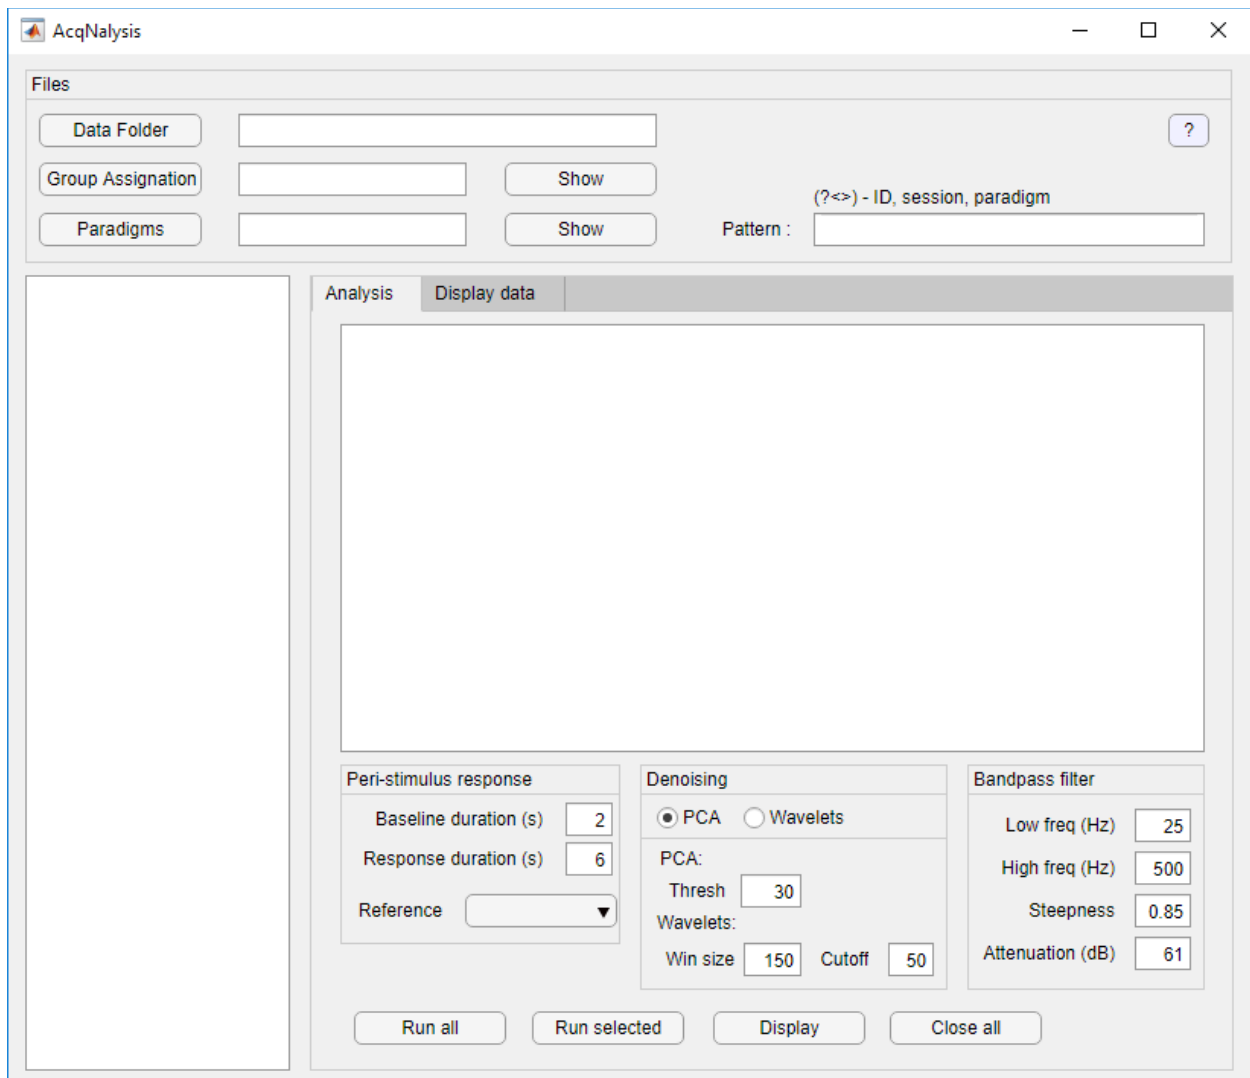 AcqNalysis
Files
Data Folder
?
Group Assignation
Show
(?<>) - ID, session, paradigm
Paradigms
Show
Pattern :
Analysis
Display data
Peri-stimulus response
Baseline duration (s) 2
Response duration (s) 6
Reference
Denoising
PCA
Wavelets
PCA:
Thresh 30
Wavelets:
Win size 150 Cutoff 50
Bandpass filter
Low freq (Hz) 25
High freq (Hz) 500
Steepness 0.85
Attenuation (dB) 61
Run all
Run selected
Display
Close all